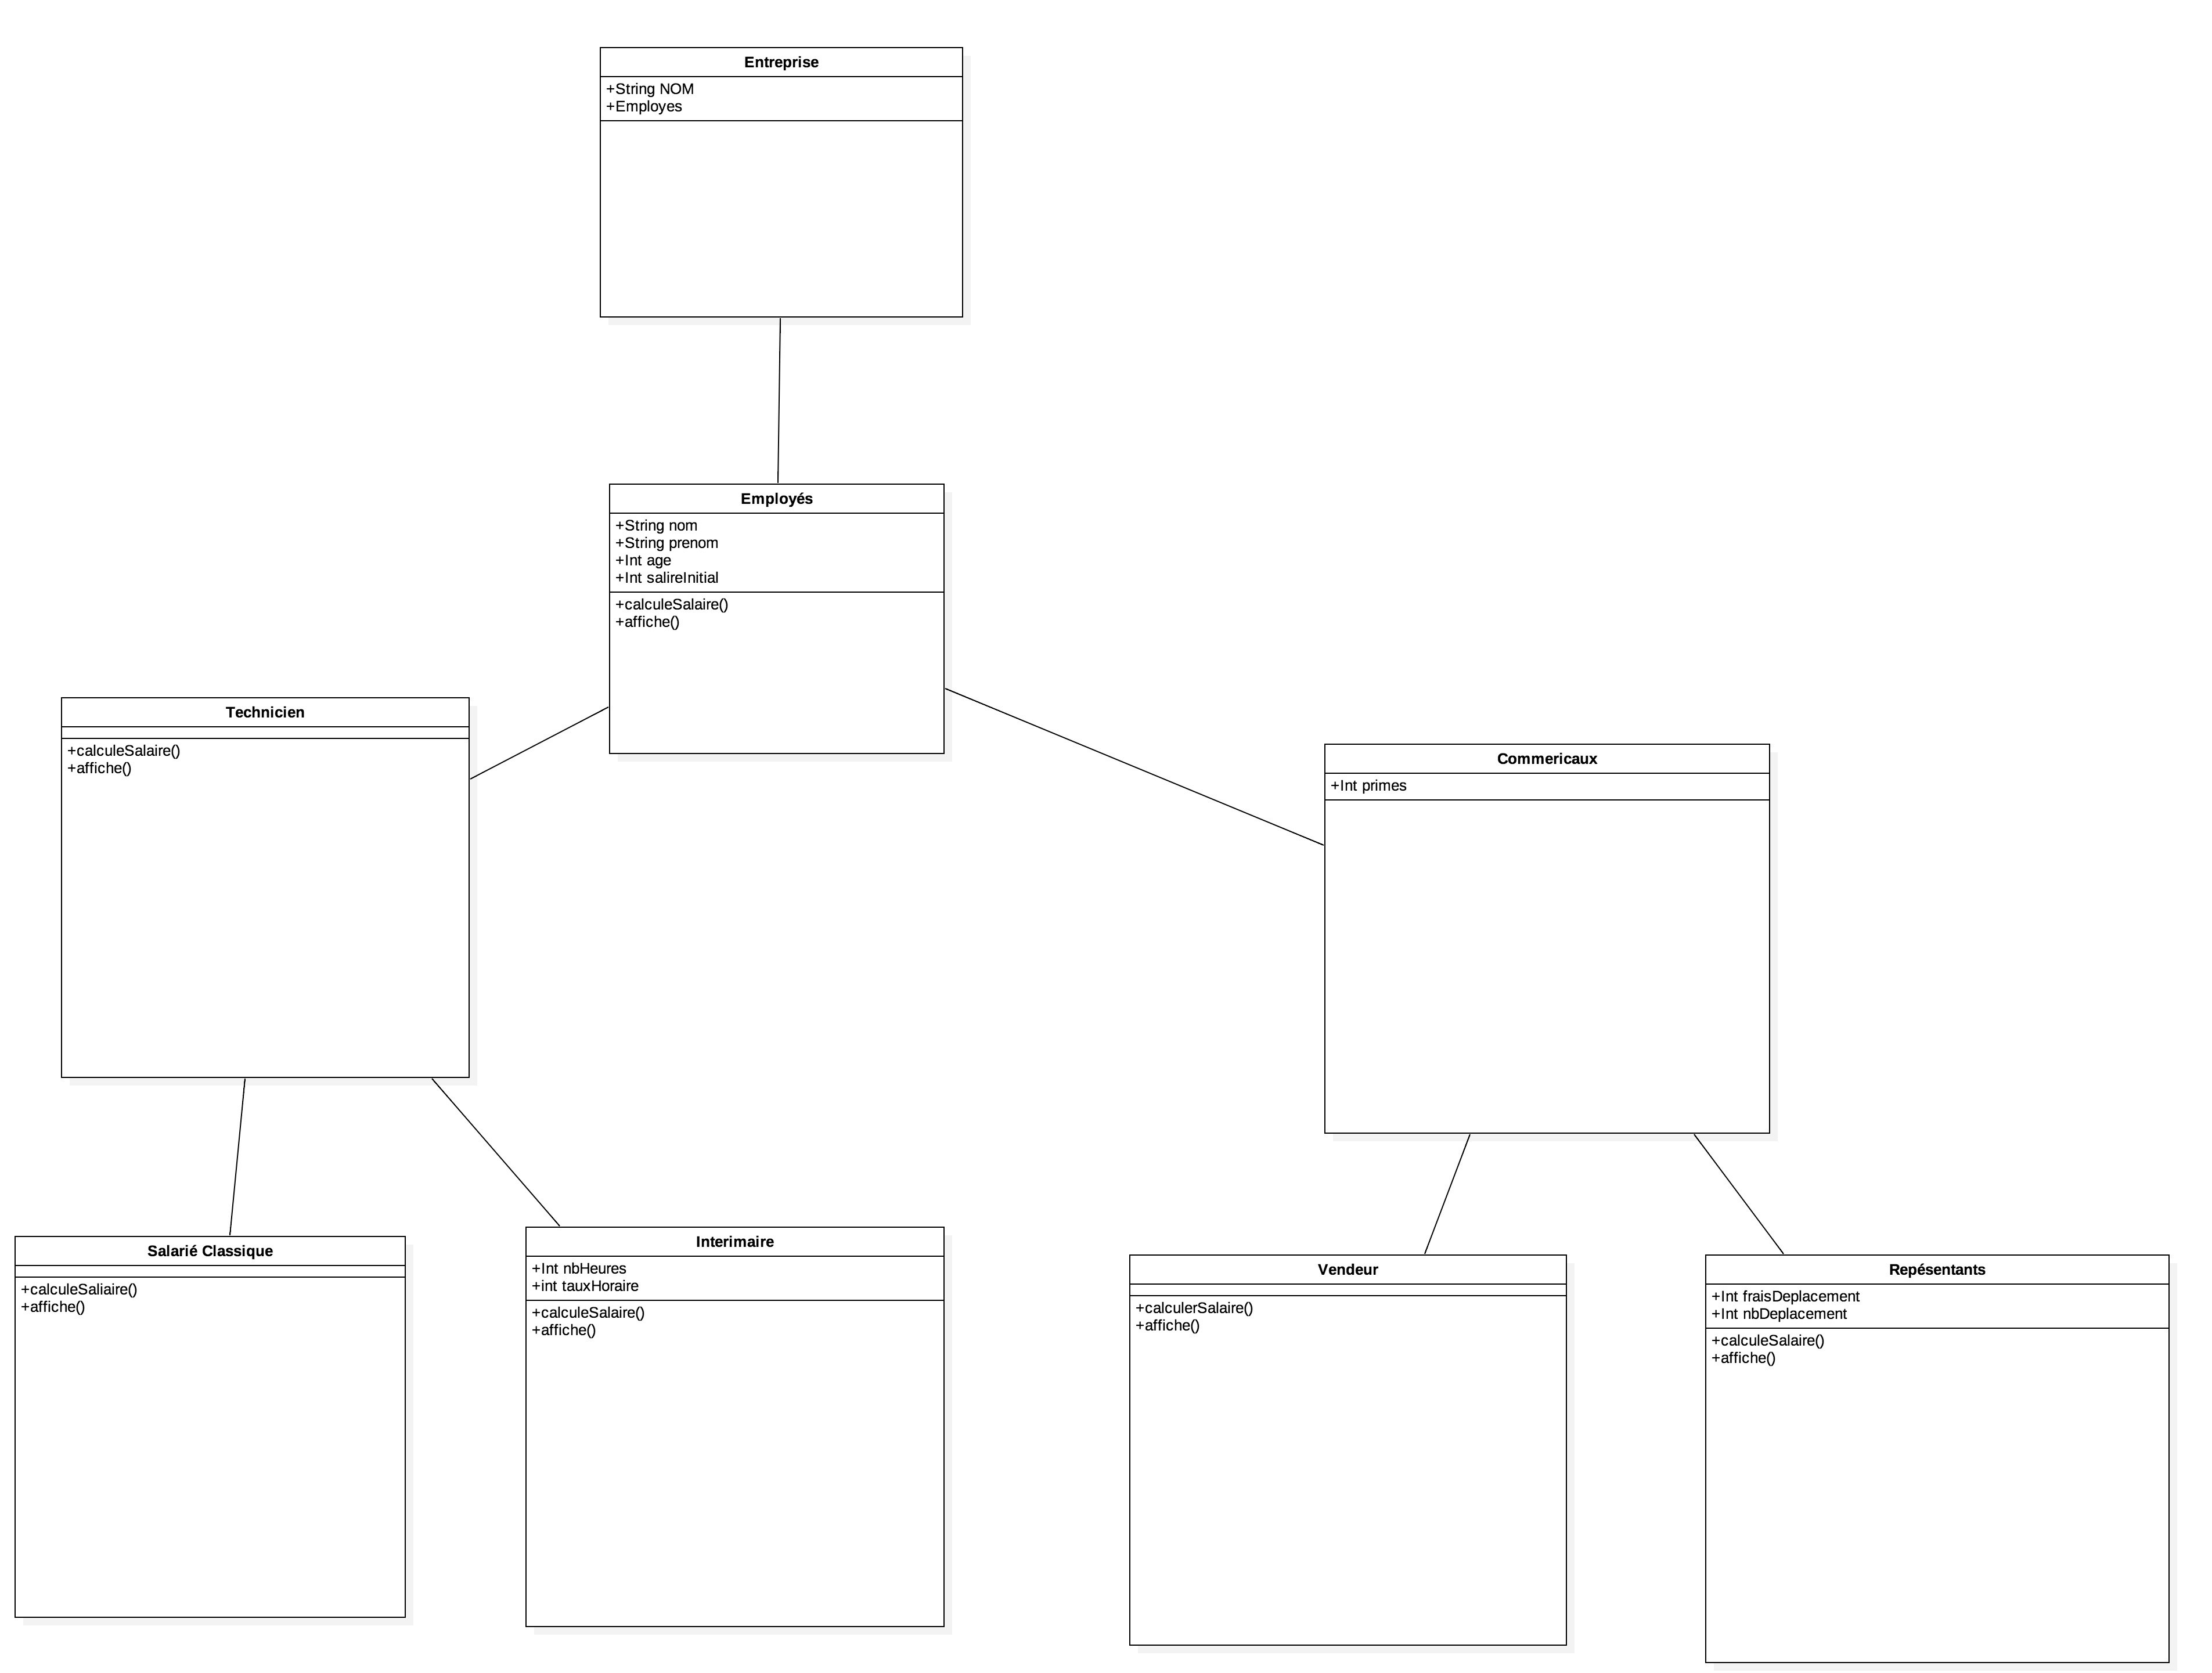 Entreprise
+String NOM
+Employes
Employés
+String nom
+String prenom
+Int age
+Int salireInitial
+calculeSalaire()
+affiche()
Technicien
+calculeSalaire()
+affiche()
Commericaux
+Int primes
Salarié Classique
+calculeSaliaire()
+affiche()
Interimaire
+Int nbHeures
+int tauxHoraire
+calculeSalaire()
+affiche()
Vendeur
+calculerSalaire()
+affiche()
Repésentants
+Int fraisDeplacement
+Int nbDeplacement
+calculeSalaire()
+affiche()